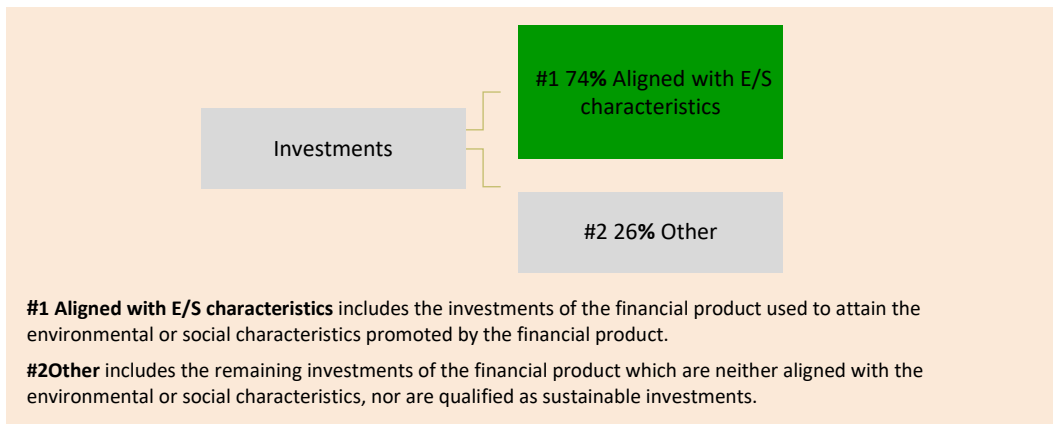 #1 74% Aligned with E/S
characteristics
Investments
#2 26% Other
#1 Aligned with E/S characteristics includes the investments of the financial product used to attain the
environmental or social characteristics promoted by the financial product.
#2Other includes the remaining investments of the financial product which are neither aligned with the
environmental or social characteristics, nor are qualified as sustainable investments.